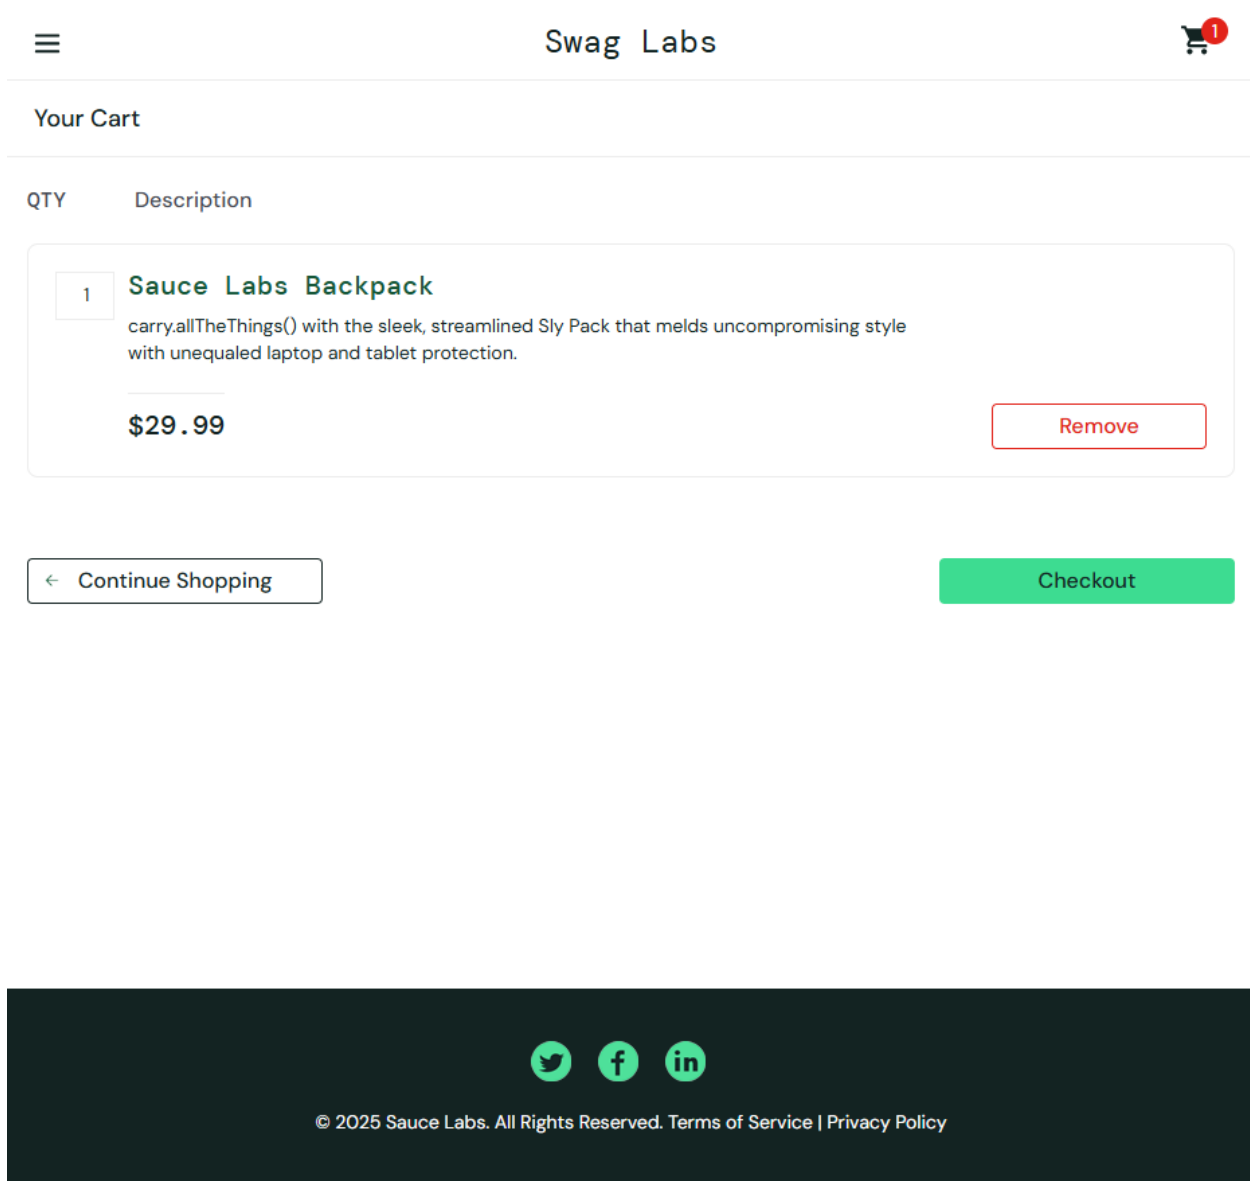 Swag Labs
1
Your Cart
QTY Description
1
Sauce Labs Backpack
carry.allTheThings() with the sleek, streamlined Sly Pack that melds uncompromising style
with unequaled laptop and tablet protection.
$29.99
Remove
Continue Shopping
Checkout
© 2025 Sauce Labs. All Rights Reserved. Terms of Service | Privacy Policy